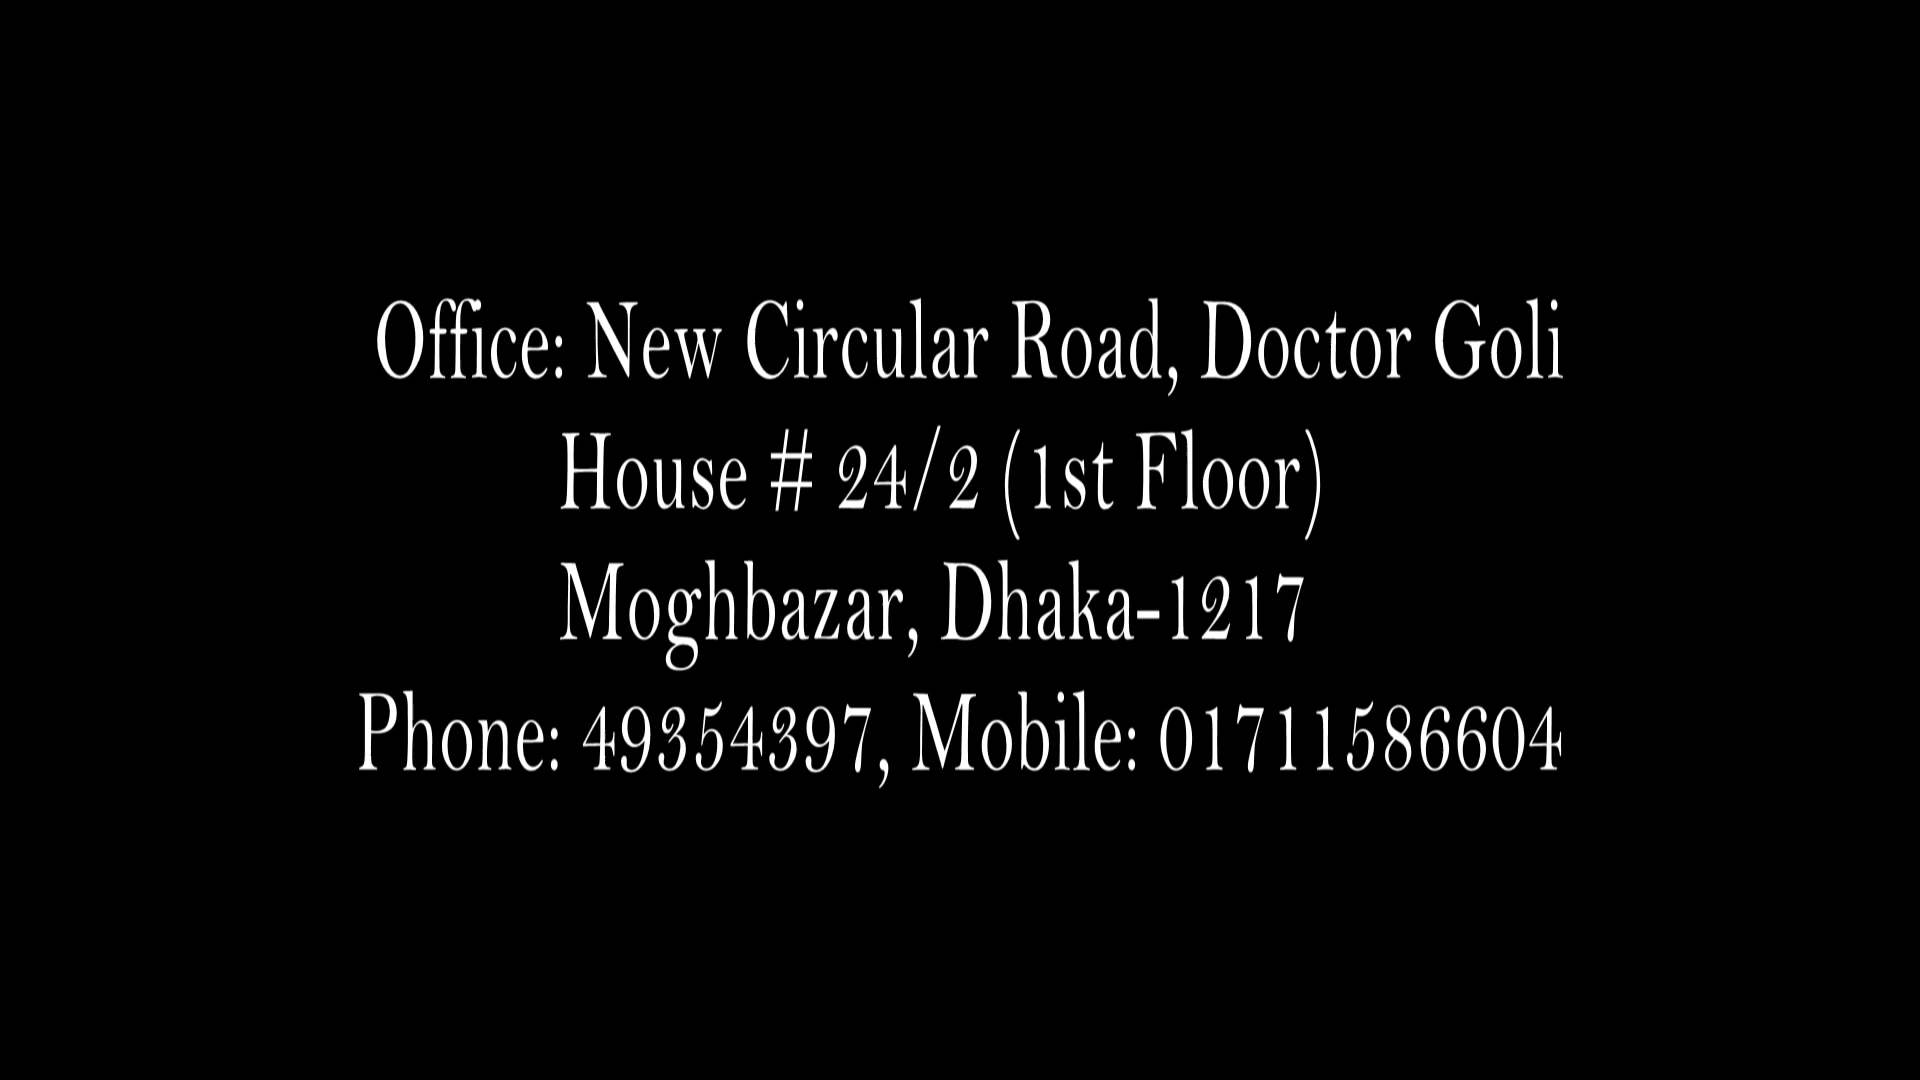 Office: New Circular Road, Doctor Goli
House # 24/2 (1st Floor)
Moghbazar, Dhaka-1217
Phone: 49354397, Mobile: 01711586604